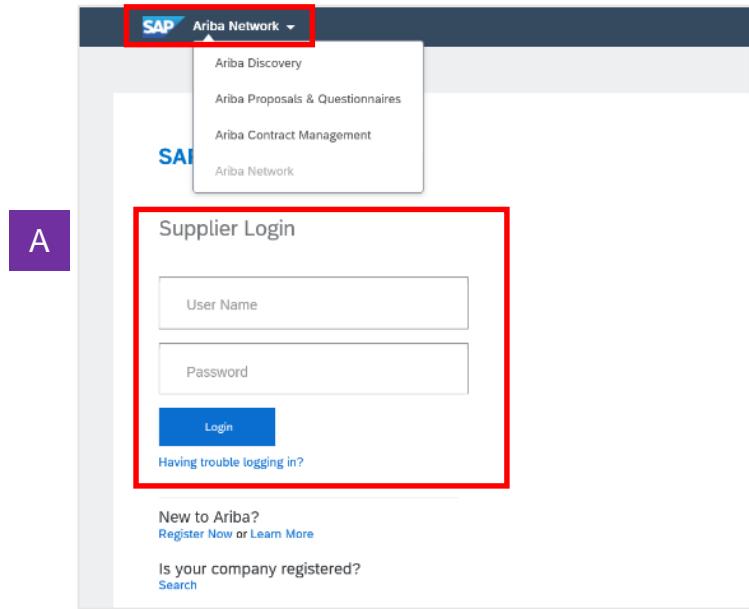 SAP Ariba Network
Ariba Discovery
Ariba Proposals & Questionnaires
Ariba Contract Management
SAP
Ariba Network
A
Supplier Login
User Name
Password
Login
Having trouble logging in?
New to Ariba?
Register Now or Learn More
Is your company registered?
Search